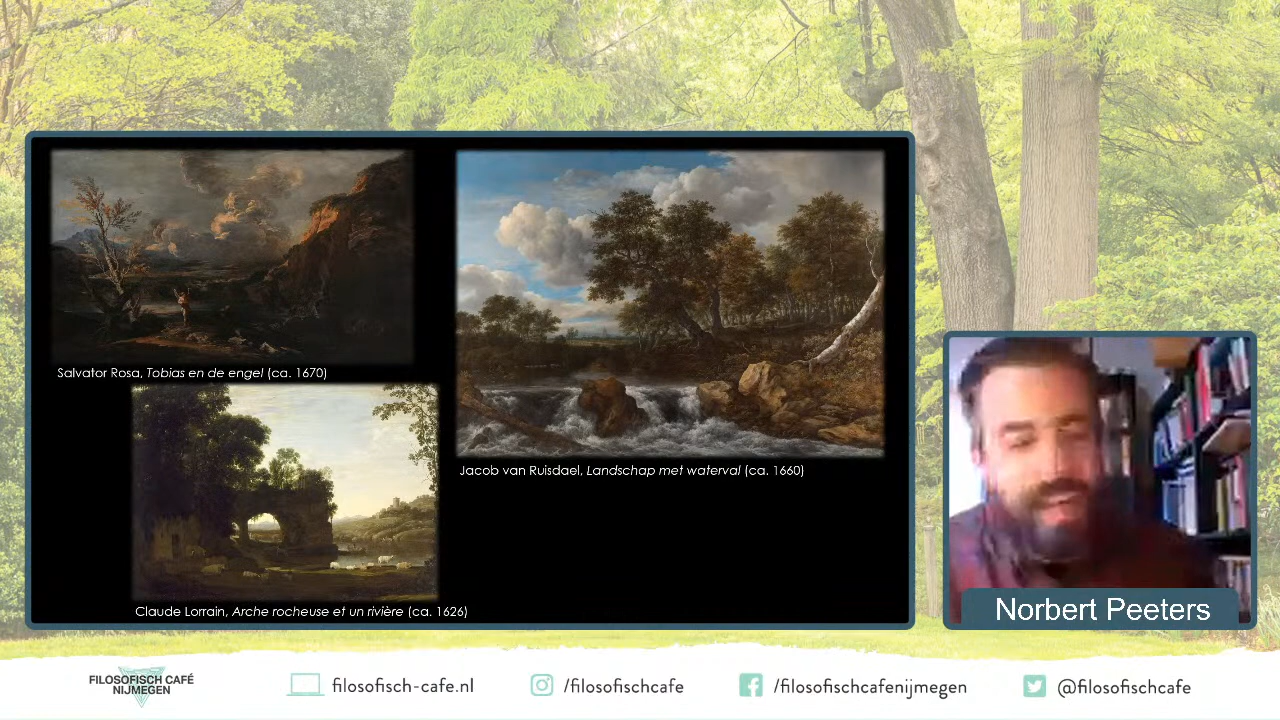 Salvator Rosa, Tobias en de engel (ca. 1670)
Jacob van Ruisdael, Landschap met waterval (ca. 1660)
Claude Lorrain, Arche rocheuse et un rivière (ca. 1626)
Norbert Peeters
FILOSOFISCH CAFÉ
NIJMEGEN
filosofisch-cafe.nl
/filosofischcafe
/filosofischcafenijmegen
@filosofischcafe